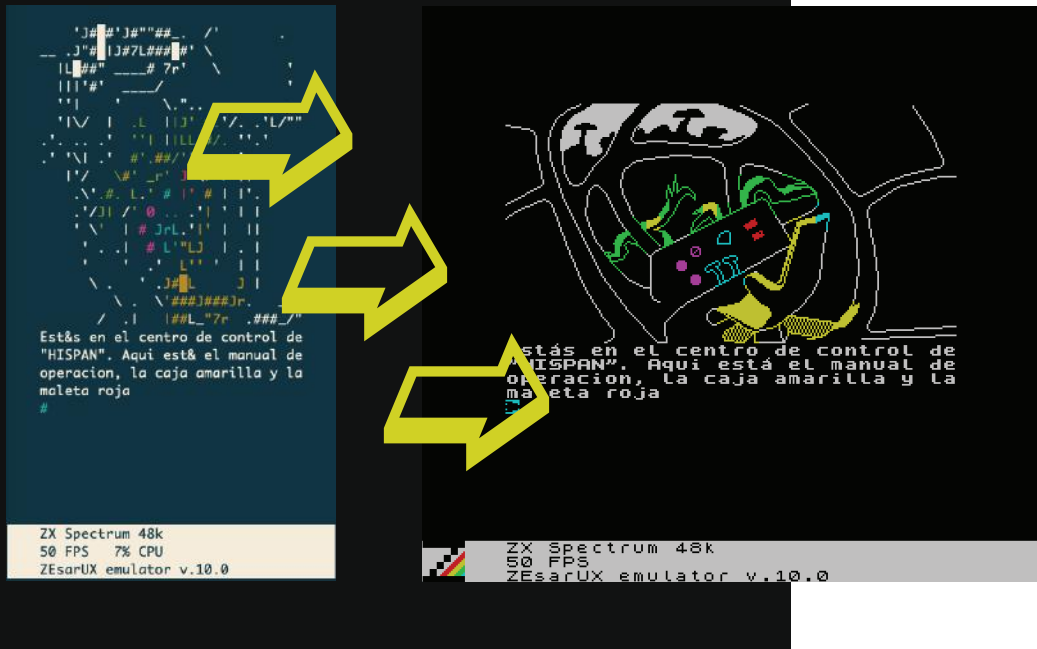 Est&s en el centro de control de
"HISPAN". Aqui est& el manual de
operacion, la caja amarilla y la
maleta roja
#
ZX Spectrum 48k
50 FPS 7% CPU
ZEsarUX emulator v.10.0
stás en el centro de control de
"HISPAN". Aqui está el manual de
operacion, la caja amarilla y la
maleta roja
ZX Spectrum 48k
50 FPS
ZEsarUX emulator v.10.0